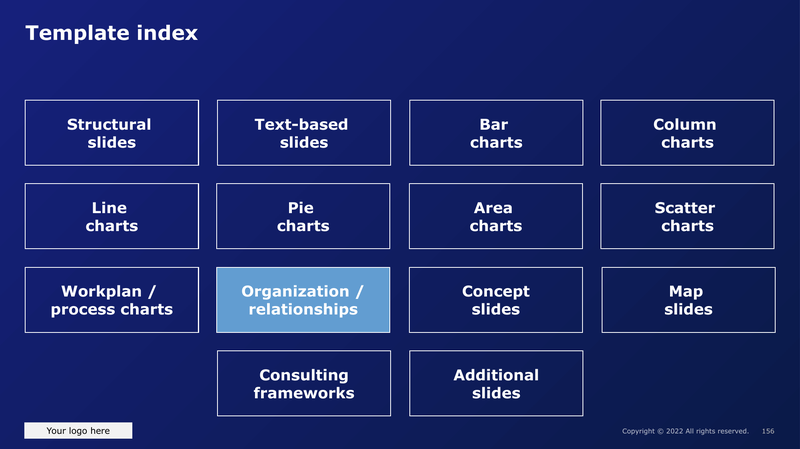 Template index
Structural
slides
Text-based
slides
Bar
charts
Column
charts
Line
charts
Pie
charts
Area
charts
Scatter
charts
Workplan /
process charts
Organization /
relationships
Concept
slides
Map
slides
Consulting
frameworks
Additional
slides
Your logo here
Copyright © 2022 All rights reserved. 156